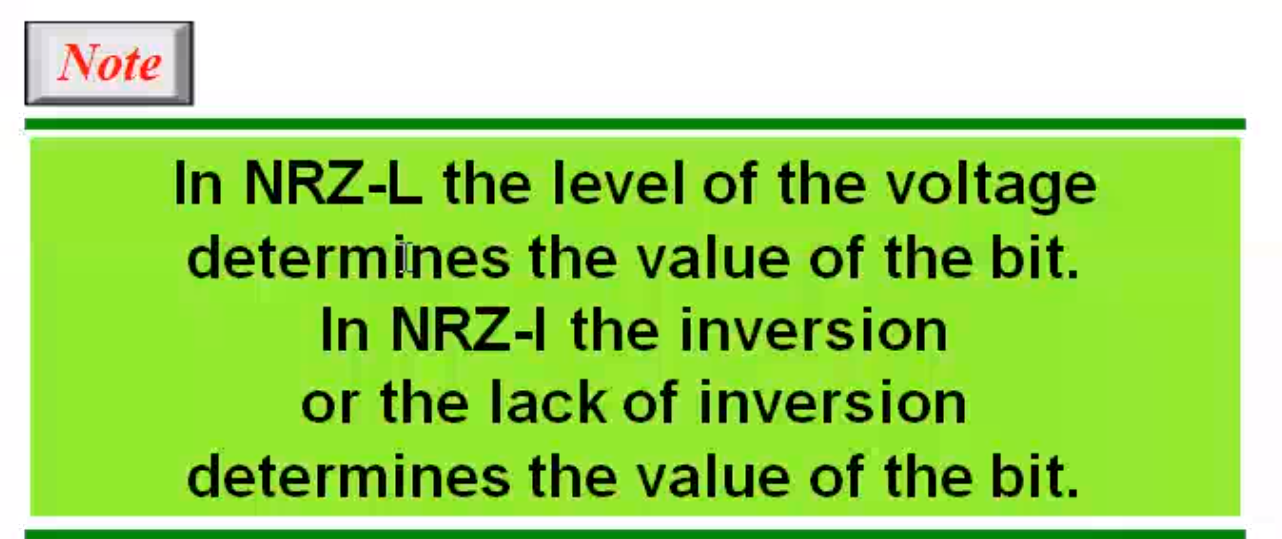 Note
In NRZ-L the level of the voltage
determines the value of the bit.
In NRZ-I the inversion
or the lack of inversion
determines the value of the bit.